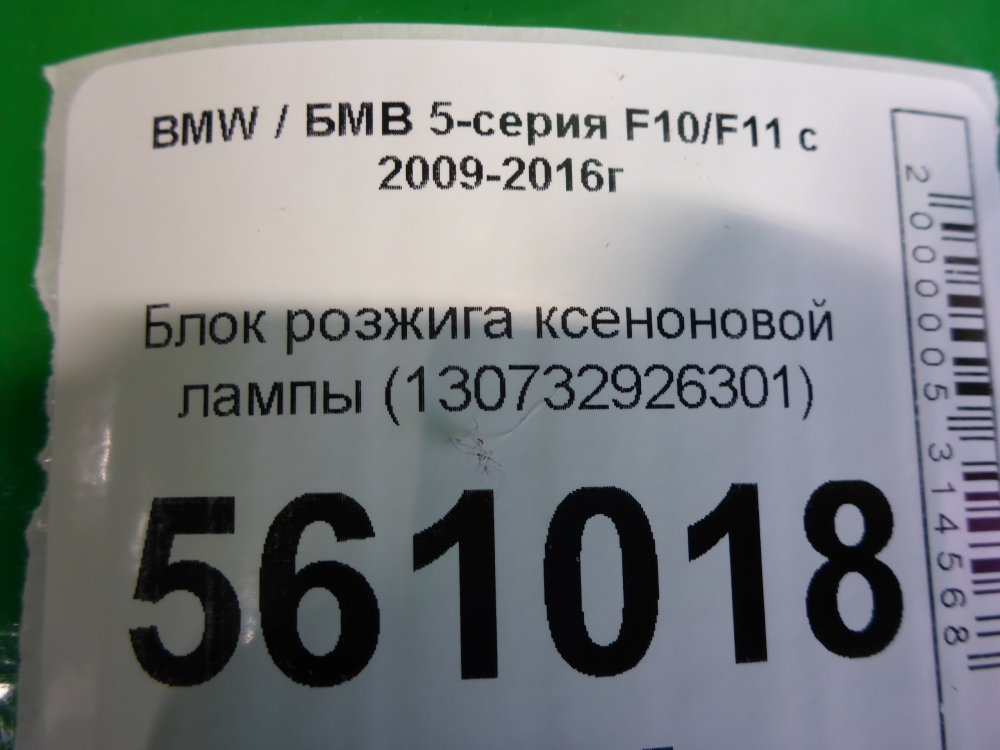 BMW / БМВ 5-серия F10/F11 с
2009-2016г
Блок розжига ксеноновой
лампы (130732926301)
561018
2000005314568